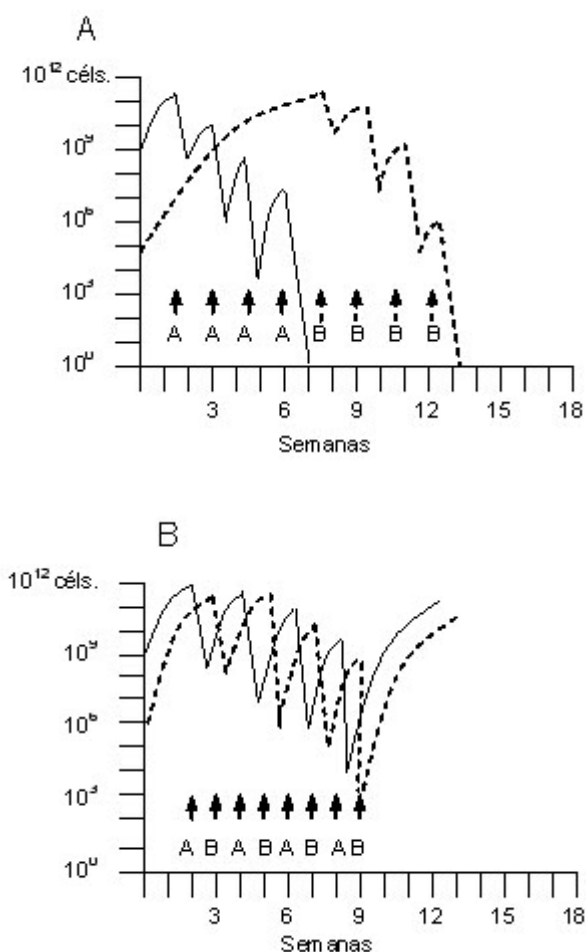 A
10¹² céls.
10⁹
10⁶
10³
10⁰
A A A A B B B B
3 6 9 12 15 18
Semanas
B
10¹² céls.
10⁹
10⁶
10³
10⁰
A B A B A B A B
3 6 9 12 15 18
Semanas